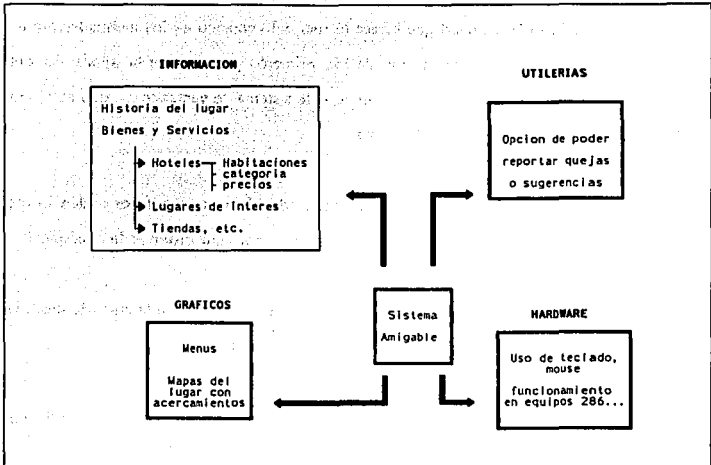 INFORMACION
Historia del lugar
Bienes y Servicios
Hoteles
Habitaciones
categoria
precios
Lugares de interes
Tiendas, etc.
UTILERIAS
Opcion de poder
reportar quejas
o sugerencias
GRAFICOS
Menus
Mapas del
lugar con
acercamientos
Sistema
Amigable
HARDWARE
Uso de teclado,
mouse
funcionamiento
en equipos 286...